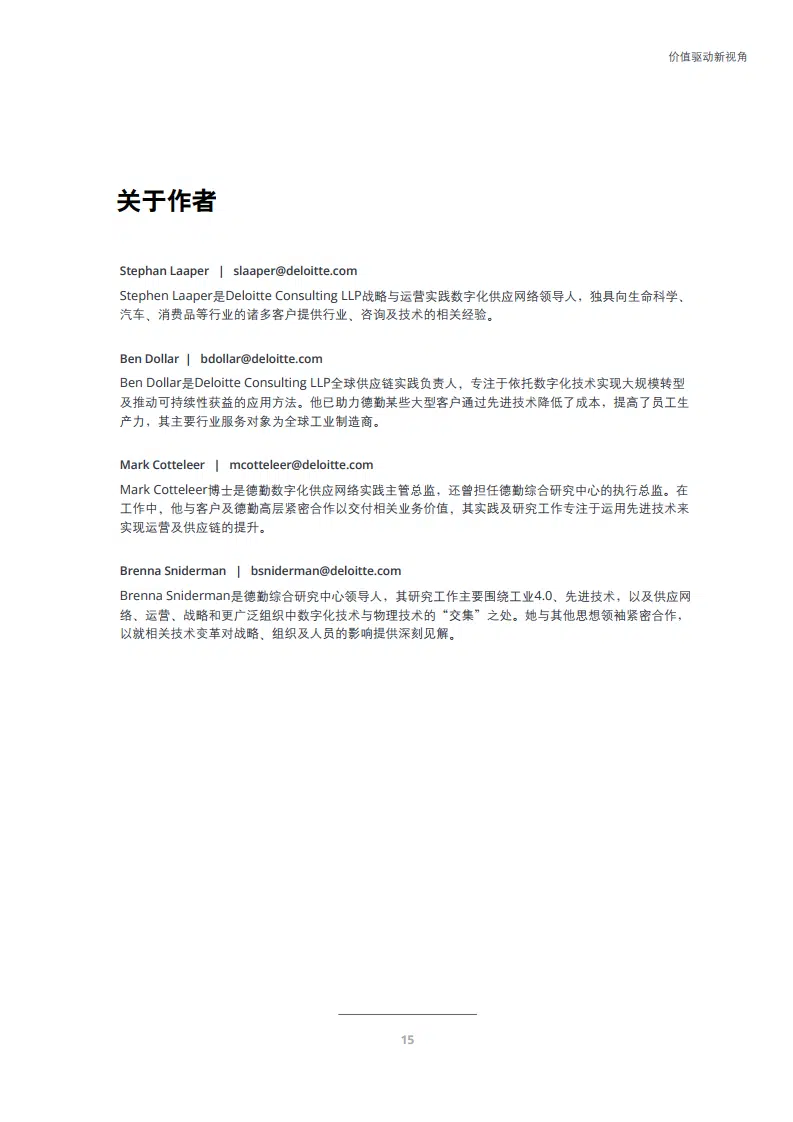 价值驱动新视角
关于作者
Stephan Laaper | slaaper@deloitte.com
Stephen Laaper是Deloitte Consulting LLP战略与运营实践数字化供应网络领导人，独具向生命科学、
汽车、消费品等行业的诸多客户提供行业、咨询及技术的相关经验。
Ben Dollar | bdollar@deloitte.com
Ben Dollar是Deloitte Consulting LLP全球供应链实践负责人，专注于依托数字化技术实现大规模转型
及推动可持续性获益的应用方法。他已助力德勤某些大型客户通过先进技术降低了成本，提高了员工生
产力，其主要行业服务对象为全球工业制造商。
Mark Cotteleer | mcotteleer@deloitte.com
Mark Cotteleer博士是德勤数字化供应网络实践主管总监，还曾担任德勤综合研究中心的执行总监。在
工作中，他与客户及德勤高层紧密合作以交付相关业务价值，其实践及研究工作专注于运用先进技术来
实现运营及供应链的提升。
Brenna Sniderman | bsniderman@deloitte.com
Brenna Sniderman是德勤综合研究中心领导人，其研究工作主要围绕工业4.0、先进技术，以及供应网
络、运营、战略和更广泛组织中数字化技术与物理技术的“交集”之处。她与其他思想领袖紧密合作，
以就相关技术变革对战略、组织及人员的影响提供深刻见解。
15